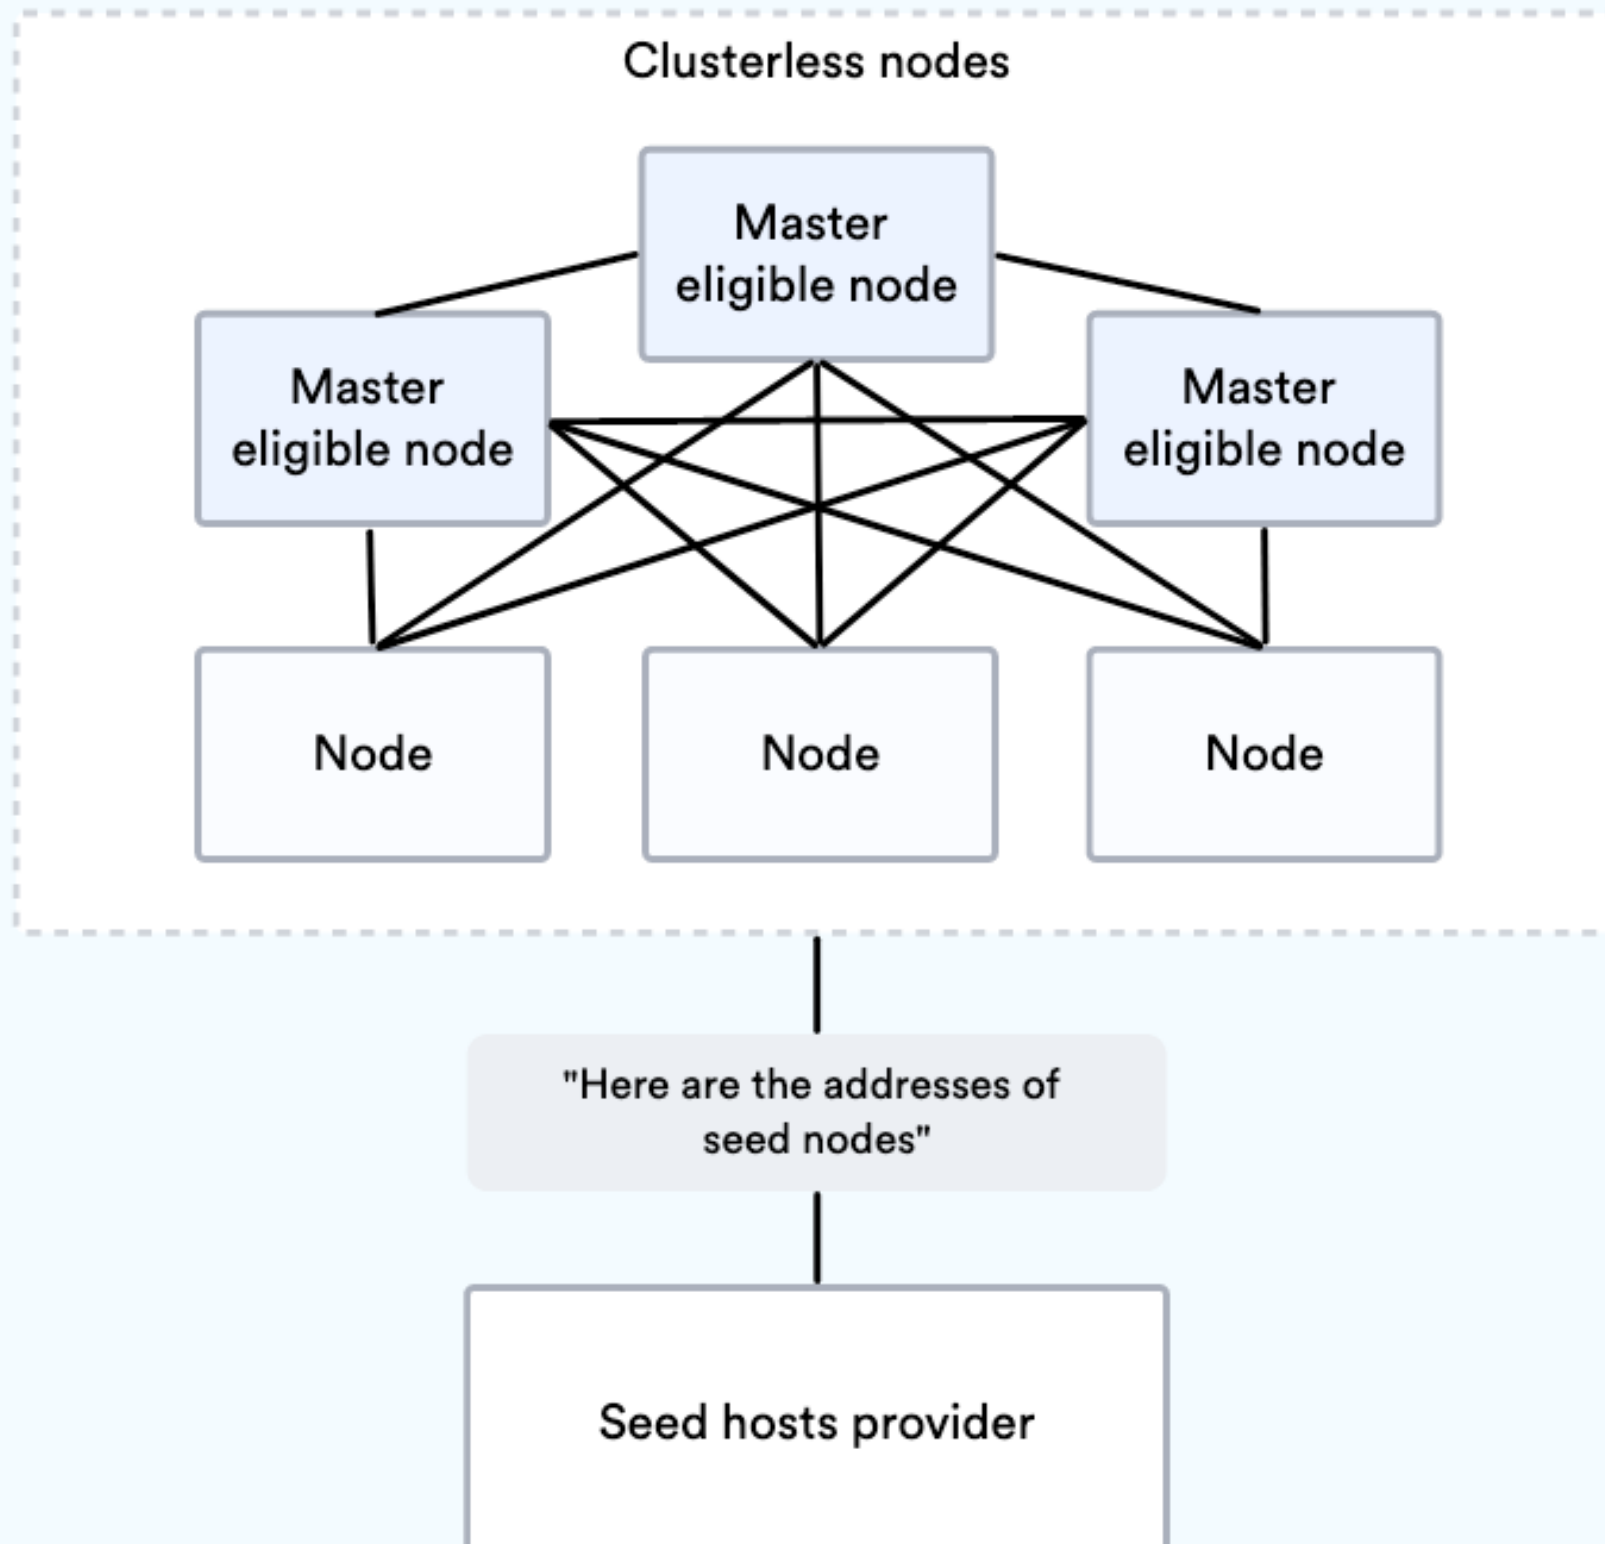 Clusterless nodes
Master
eligible node
Master
eligible node
Master
eligible node
Node
Node
Node
"Here are the addresses of
seed nodes"
Seed hosts provider